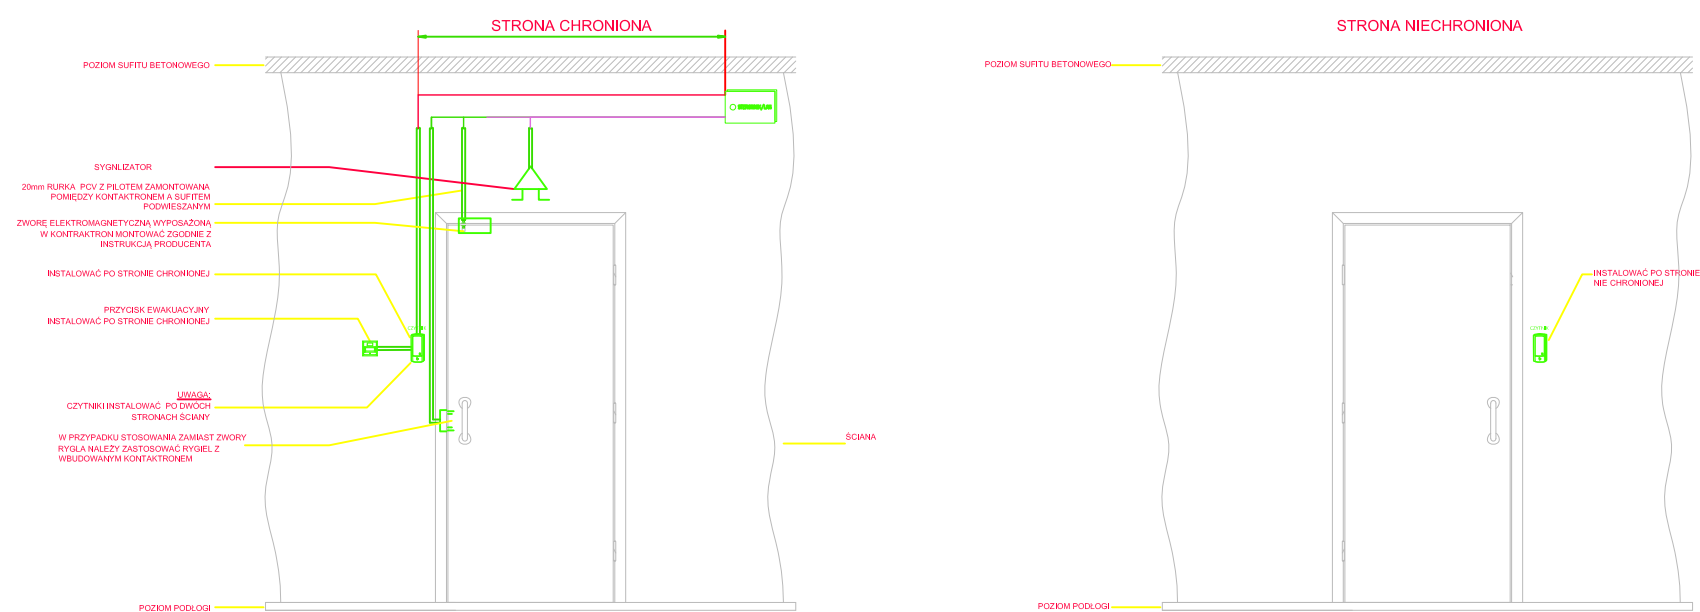 STRONA CHRONIONA
POZIOM SUFITU BETONOWEGO
SYGNLIZATOR
20mm RURKA PCV Z PILOTEM ZAMONTOWANA
POMIĘDZY KONTAKTRONEM A SUFITEM
PODWIESZANYM
ZWORĘ ELEKTROMAGNETYCZNĄ WYPOSAŻONĄ
W KONTRAKTRON MONTOWAĆ ZGODNIE Z
INSTRUKCJĄ PRODUCENTA
INSTALOWAĆ PO STRONIE CHRONIONEJ
PRZYCISK EWAKUACYJNY
INSTALOWAĆ PO STRONIE CHRONIONEJ
CZYTNIK
UWAGA:
CZYTNIKI INSTALOWAĆ PO DWÓCH
STRONACH ŚCIANY
W PRZYPADKU STOSOWANIA ZAMIAST ZWORY
RYGLA NALEŻY ZASTOSOWAĆ RYGIEL Z
WBUDOWANYM KONTAKTRONEM
ŚCIANA
POZIOM PODŁOGI
STRONA NIECHRONIONA
POZIOM SUFITU BETONOWEGO
INSTALOWAĆ PO STRONIE
NIE CHRONIONEJ
CZYTNIK
POZIOM PODŁOGI